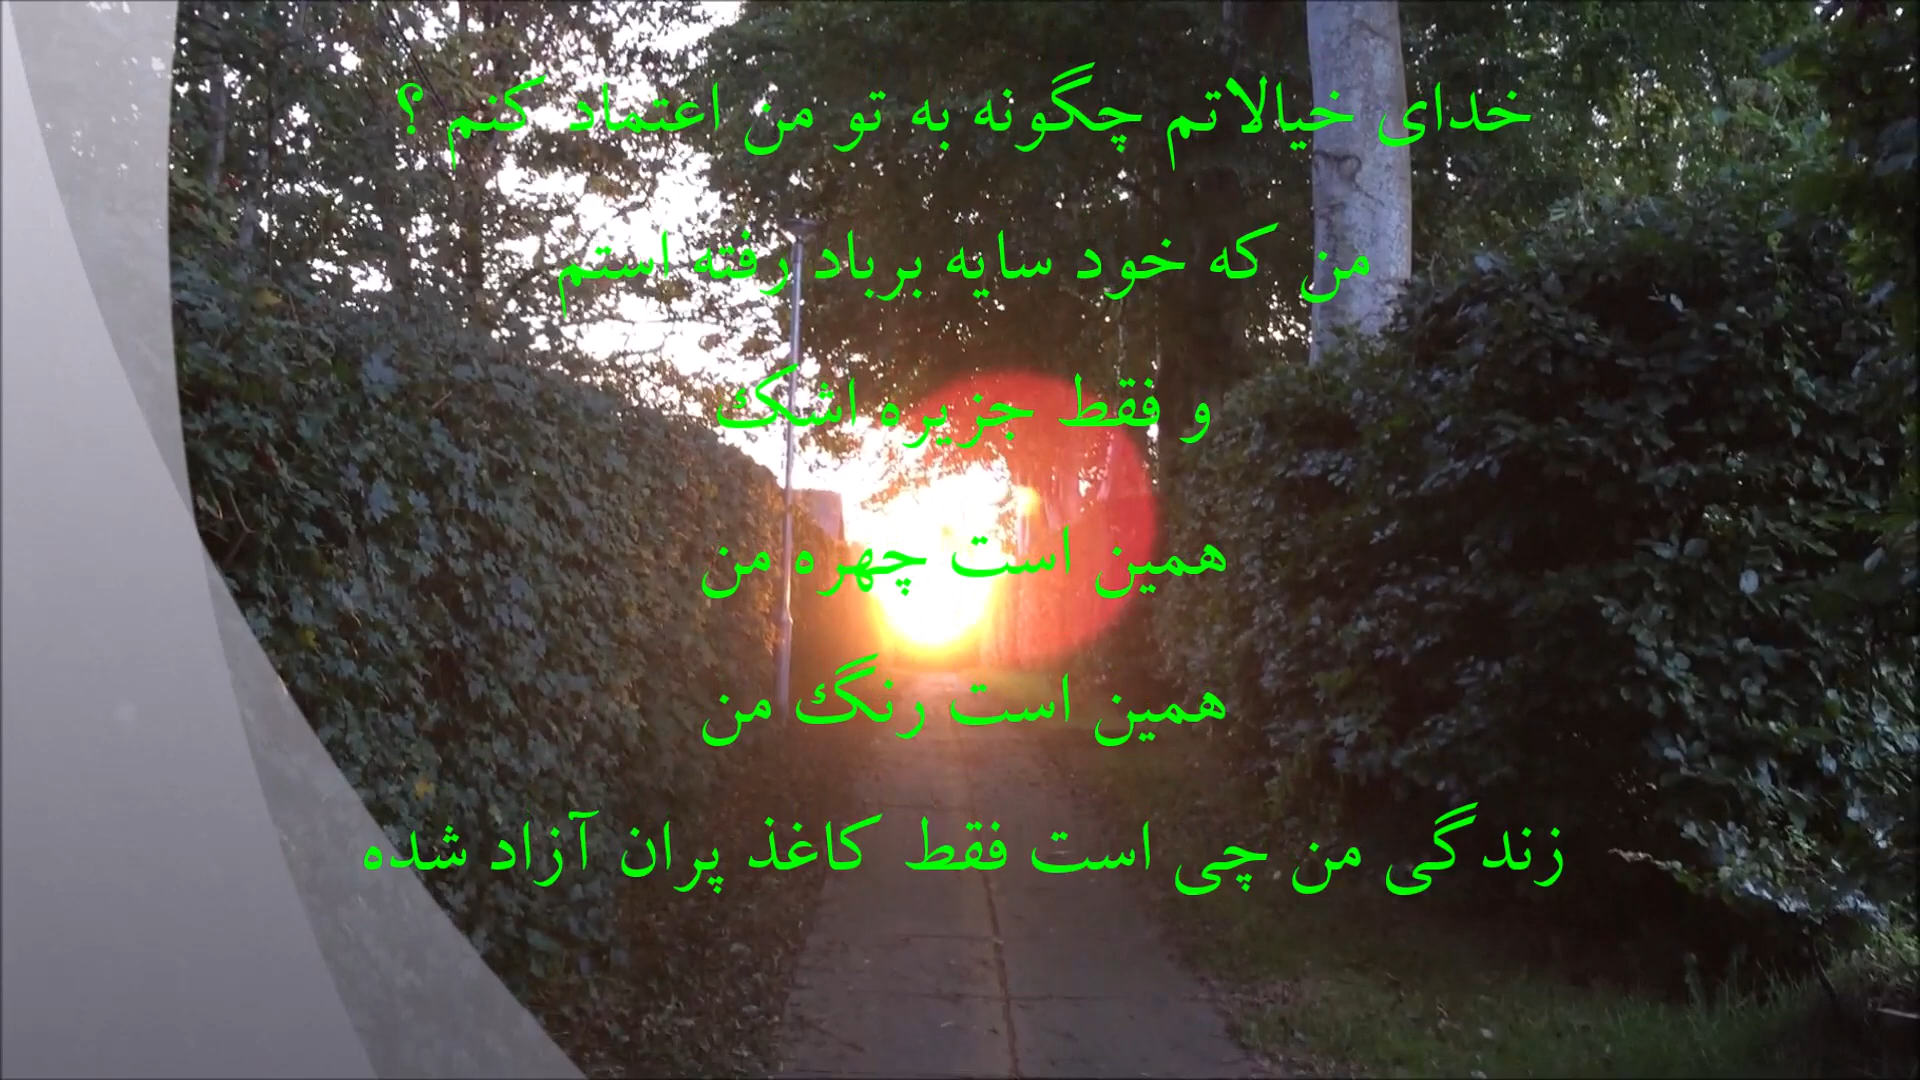 خدای خیالاتم چگونه به تو من اعتماد کنم ؟
من که خود سایه برباد رفته استم
و فقط جزیره اشک
همین است چهره من
همین است رنگ من
زندگی من چی است فقط کاغذ پران آزاد شده